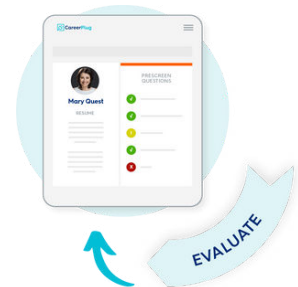 CareerPlug
PRESCREEN
QUESTIONS
Mary Quest
RESUME
EVALUATE